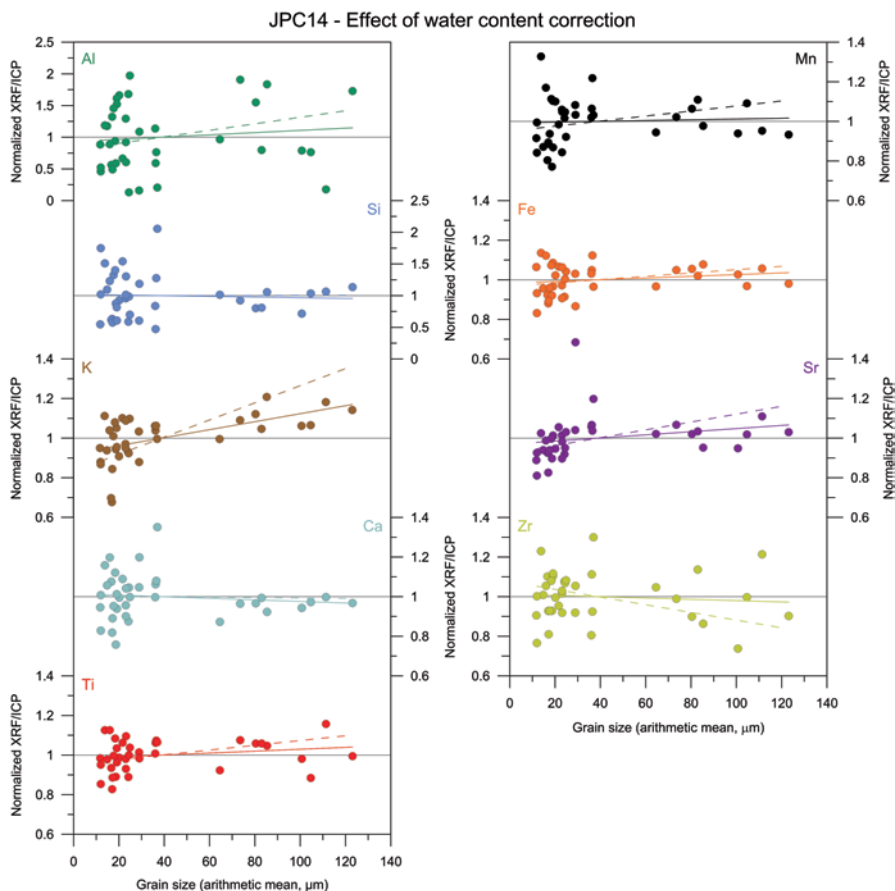 JPC14 - Effect of water content correction
Al
Normalized XRF/ICP
2.5
2
1.5
1
0.5
0
Si
Normalized XRF/ICP
2.5
2
1.5
1
0.5
0
K
Normalized XRF/ICP
1.4
1.2
1
0.8
0.6
Ca
Normalized XRF/ICP
1.4
1.2
1
0.8
0.6
Ti
Normalized XRF/ICP
1.4
1.2
1
0.8
0.6
0 20 40 60 80 100 120 140
Grain size (arithmetic mean, µm)
Mn
Normalized XRF/ICP
1.4
1.2
1
0.8
0.6
Fe
Normalized XRF/ICP
1.4
1.2
1
0.8
0.6
Sr
Normalized XRF/ICP
1.4
1.2
1
0.8
0.6
Zr
Normalized XRF/ICP
1.4
1.2
1
0.8
0.6
0 20 40 60 80 100 120 140
Grain size (arithmetic mean, µm)